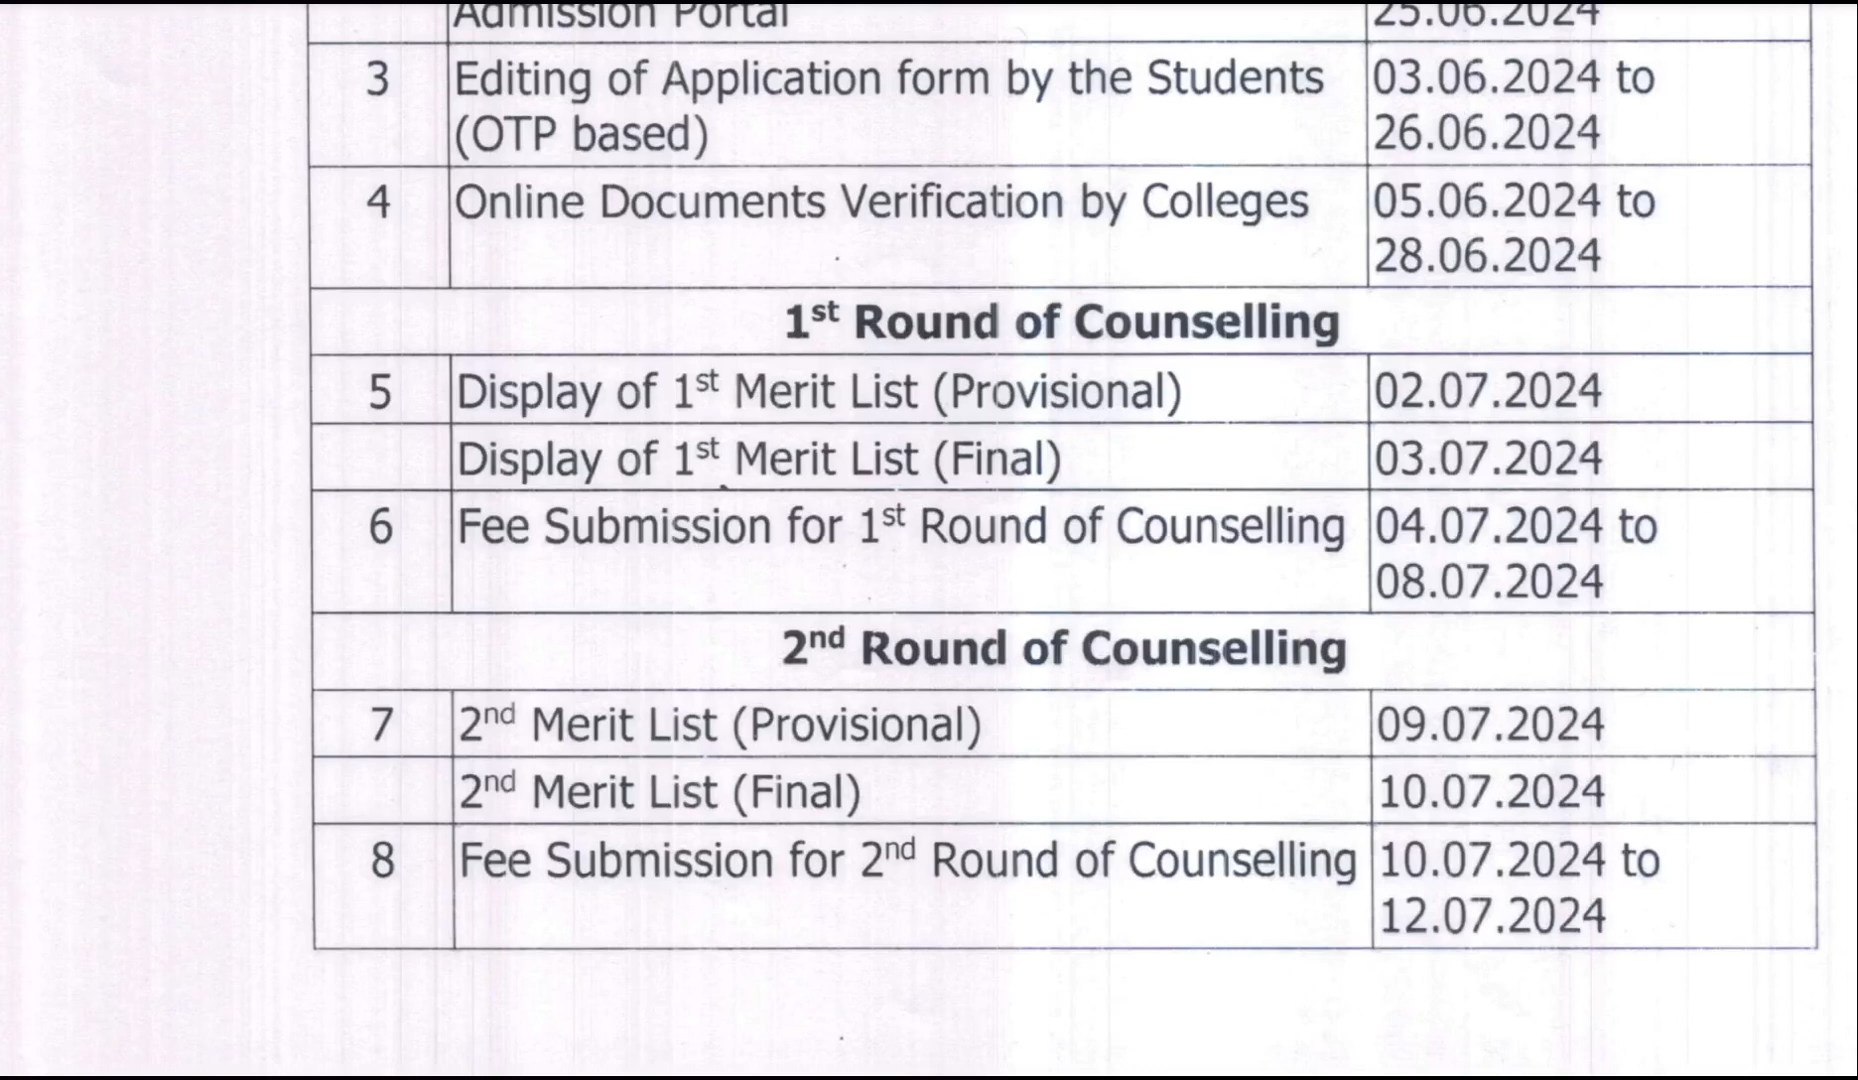 Admission Portal 25.06.2024
3 Editing of Application form by the Students 03.06.2024 to
(OTP based) 26.06.2024
4 Online Documents Verification by Colleges 05.06.2024 to
28.06.2024
1st Round of Counselling
5 Display of 1st Merit List (Provisional) 02.07.2024
Display of 1st Merit List (Final) 03.07.2024
6 Fee Submission for 1st Round of Counselling 04.07.2024 to
08.07.2024
2nd Round of Counselling
7 2nd Merit List (Provisional) 09.07.2024
2nd Merit List (Final) 10.07.2024
8 Fee Submission for 2nd Round of Counselling 10.07.2024 to
12.07.2024